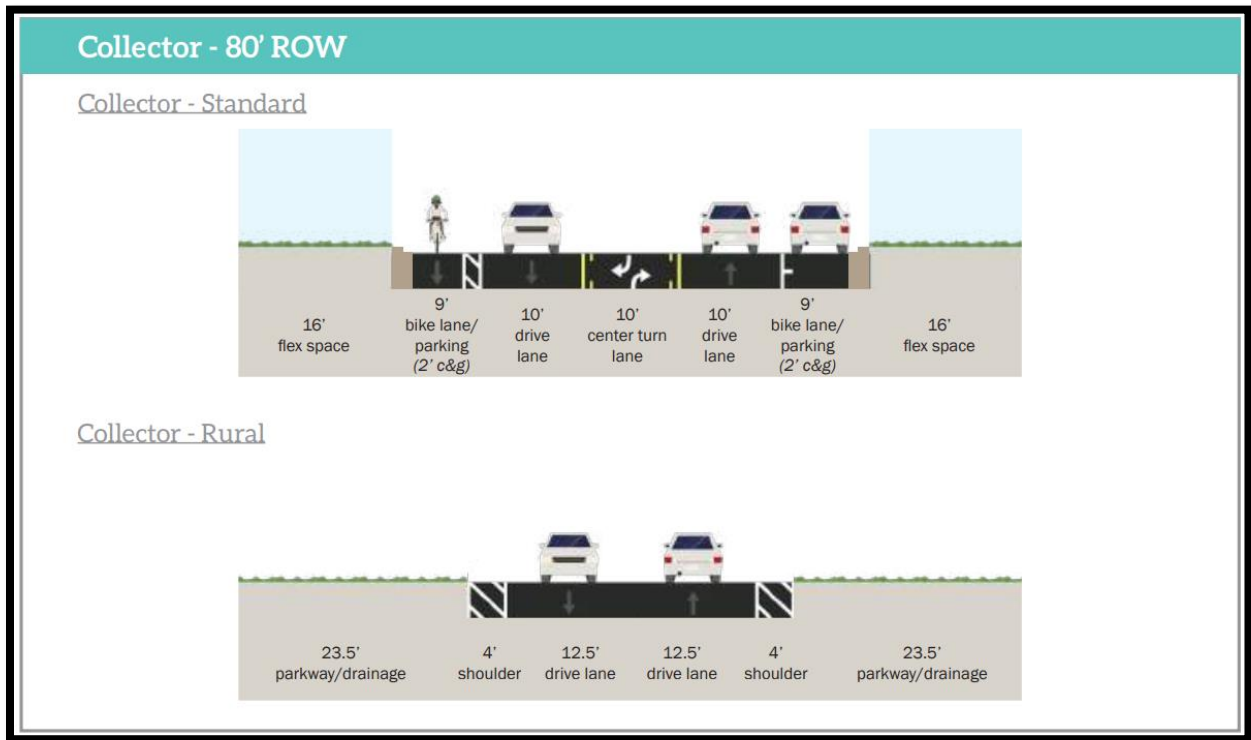 Collector - 80’ ROW
Collector - Standard
16’
flex space
9’
bike lane/
parking
(2’ c&g)
10’
drive
lane
10’
center turn
lane
10’
drive
lane
9’
bike lane/
parking
(2’ c&g)
16’
flex space
Collector - Rural
23.5’
parkway/drainage
4’
shoulder
12.5’
drive lane
12.5’
drive lane
4’
shoulder
23.5’
parkway/drainage